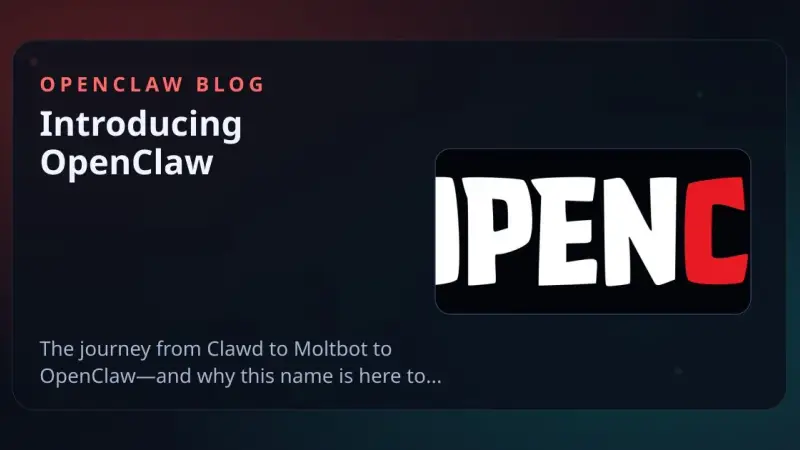 OPENCLAW BLOG
Introducing
OpenClaw
OPENC
The journey from Clawd to Moltbot to
OpenClaw—and why this name is here to...